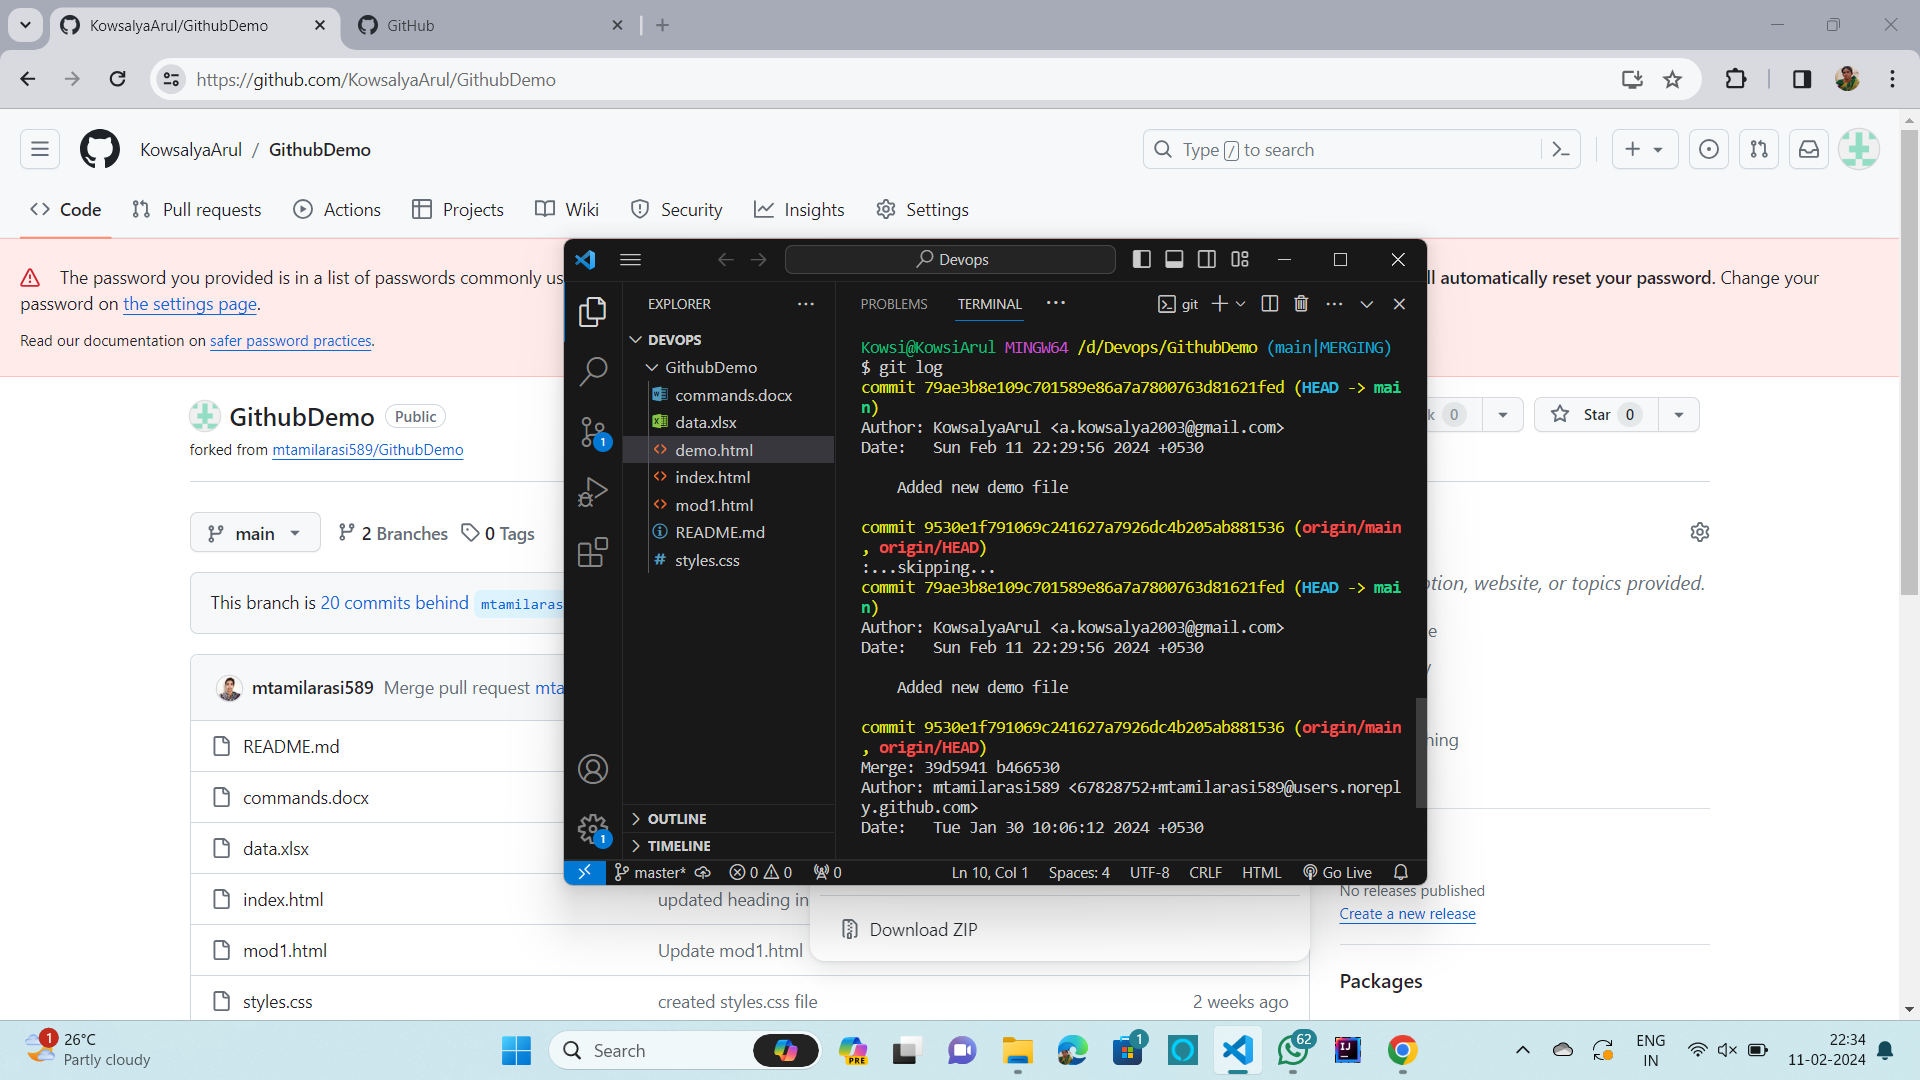 KowsalyaArul/GithubDemo
GitHub
https://github.com/KowsalyaArul/GithubDemo
KowsalyaArul / GithubDemo
Type / to search
Code
Pull requests
Actions
Projects
Wiki
Security
Insights
Settings
The password you provided is in a list of passwords commonly us
ll automatically reset your password. Change your
password on the settings page.
Read our documentation on safer password practices.
GithubDemo
Public
forked from mtamilarasi589/GithubDemo
0
Star 0
main
2 Branches
0 Tags
This branch is 20 commits behind mtamilaras
mtamilarasi589 Merge pull request mta
README.md
commands.docx
data.xlsx
index.html
updated heading in
mod1.html
Update mod1.html
styles.css
created styles.css file
2 weeks ago
Download ZIP
tion, website, or topics provided.
No releases published
Create a new release
Packages
Devops
EXPLORER
DEVOPS
GithubDemo
commands.docx
data.xlsx
demo.html
index.html
mod1.html
README.md
styles.css
OUTLINE
TIMELINE
1
1
PROBLEMS
TERMINAL
git
Kowsi@KowsiArul MINGW64 /d/Devops/GithubDemo (main|MERGING)
$ git log
commit 79ae3b8e109c701589e86a7a7800763d81621fed (HEAD -> mai
n)
Author: KowsalyaArul <a.kowsalya2003@gmail.com>
Date:   Sun Feb 11 22:29:56 2024 +0530
Added new demo file
commit 9530e1f791069c241627a7926dc4b205ab881536 (origin/main
, origin/HEAD)
:...skipping...
commit 79ae3b8e109c701589e86a7a7800763d81621fed (HEAD -> mai
n)
Author: KowsalyaArul <a.kowsalya2003@gmail.com>
Date:   Sun Feb 11 22:29:56 2024 +0530
Added new demo file
commit 9530e1f791069c241627a7926dc4b205ab881536 (origin/main
, origin/HEAD)
Merge: 39d5941 b466530
Author: mtamilarasi589 <67828752+mtamilarasi589@users.norepl
y.github.com>
Date:   Tue Jan 30 10:06:12 2024 +0530
master*
0 0
0
Ln 10, Col 1
Spaces: 4
UTF-8
CRLF
HTML
Go Live
1
26°C
Partly cloudy
Search
PRE
1
62
ENG
IN
22:34
11-02-2024